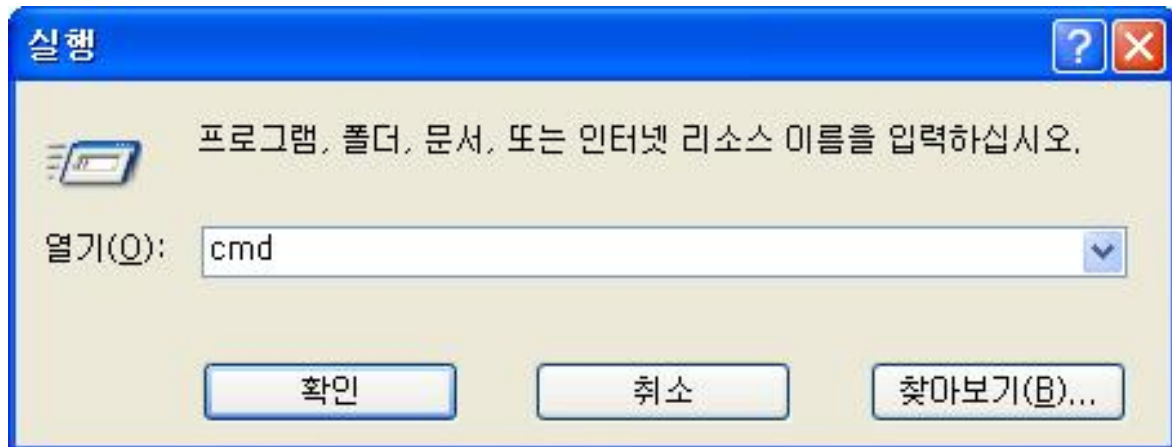 실행
프로그램, 폴더, 문서, 또는 인터넷 리소스 이름을 입력하십시오.
열기(O): cmd
확인 취소 찾아보기(B)...